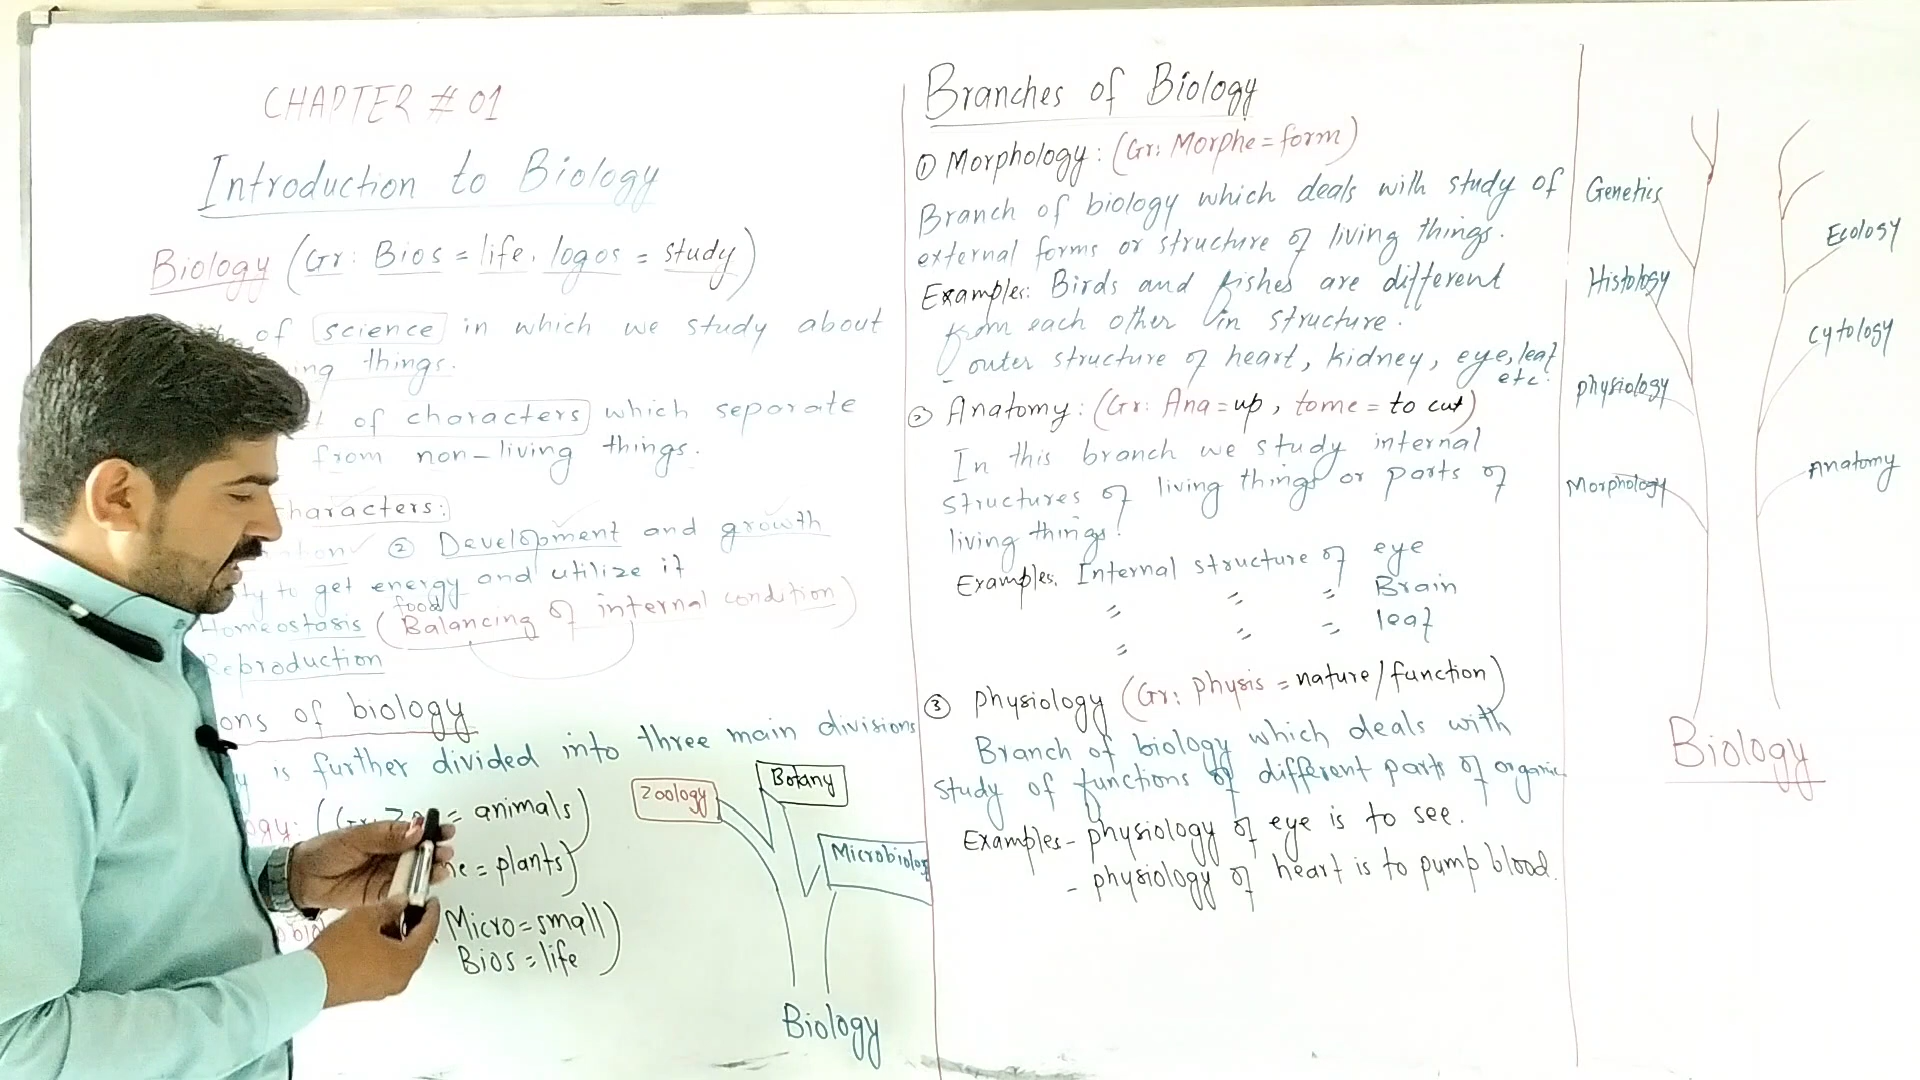 CHAPTER # 01
Introduction to Biology
Biology (Gr: Bios = life, logos = study)
of science in which we study about
things.
of characters which separate
from non-living things.
characters:
② Development and growth
to get energy and utilize it
food
Homeostasis (Balancing of internal condition)
Reproduction
of biology
is further divided into three main divisions
= animals)
= plants)
Micro = small)
Bios = life
Zoology
Botany
Microbiology
Biology
Branches of Biology
① Morphology: (Gr: Morphe = form)
Branch of biology which deals with study of
external forms or structure of living things.
Examples: Birds and fishes are different
from each other in structure.
- outer structure of heart, kidney, eye, leaf
etc.
② Anatomy: (Gr: Ana = up, tome = to cut)
In this branch we study internal
structures of living things or parts of
living things.
Examples. Internal structure of eye
" " " Brain
" " " leaf
③ physiology (Gr: physis = nature/function)
Branch of biology which deals with
study of functions of different parts of
Examples - physiology of eye is to see.
- physiology of heart is to pump blood.
Genetics
Histology
physiology
Morphology
Ecology
cytology
Anatomy
Biology